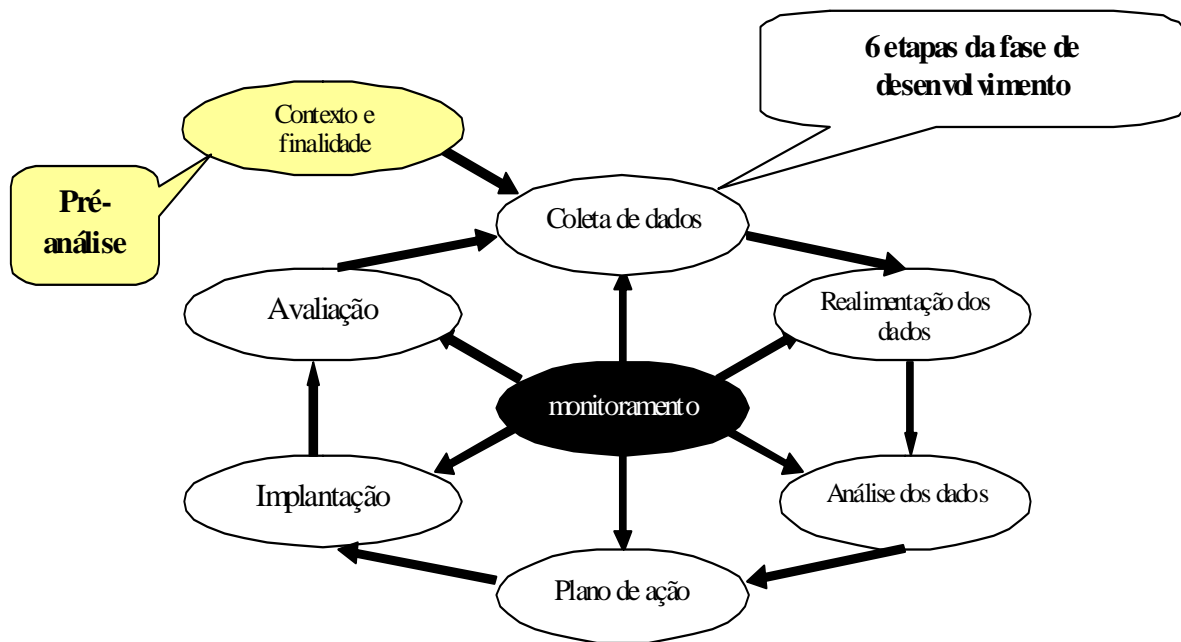 6 etapas da fase de
desenvolvimento
Contexto e
finalidade
Pré-
análise
Coleta de dados
Avaliação
Realimentação dos
dados
monitoramento
Implantação
Análise dos dados
Plano de ação